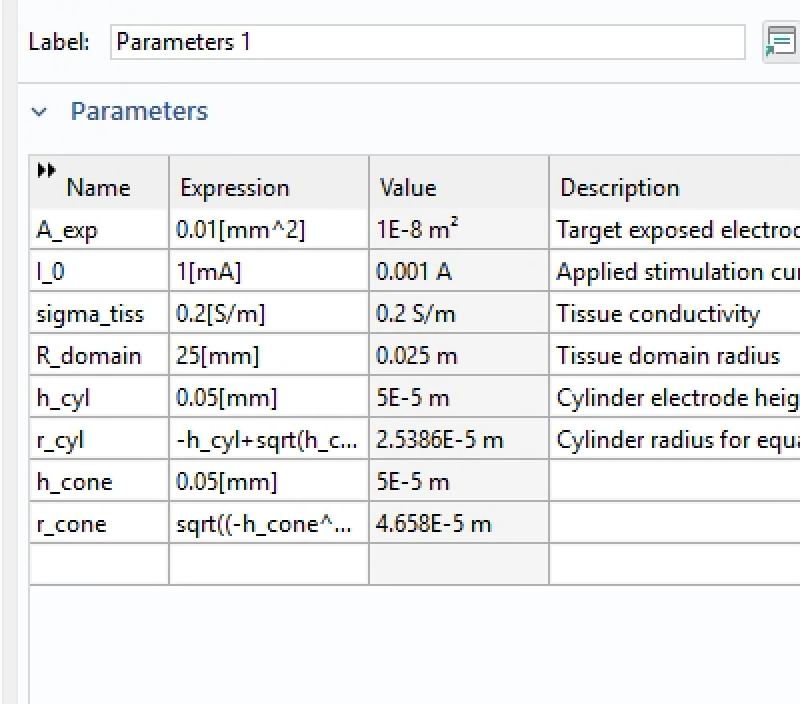 Label: Parameters 1
Parameters
Name Expression Value Description
A_exp 0.01[mm^2] 1E-8 m² Target exposed electrod
I_0 1[mA] 0.001 A Applied stimulation cur
sigma_tiss 0.2[S/m] 0.2 S/m Tissue conductivity
R_domain 25[mm] 0.025 m Tissue domain radius
h_cyl 0.05[mm] 5E-5 m Cylinder electrode heig
r_cyl -h_cyl+sqrt(h_c... 2.5386E-5 m Cylinder radius for equa
h_cone 0.05[mm] 5E-5 m
r_cone sqrt((-h_cone^... 4.658E-5 m